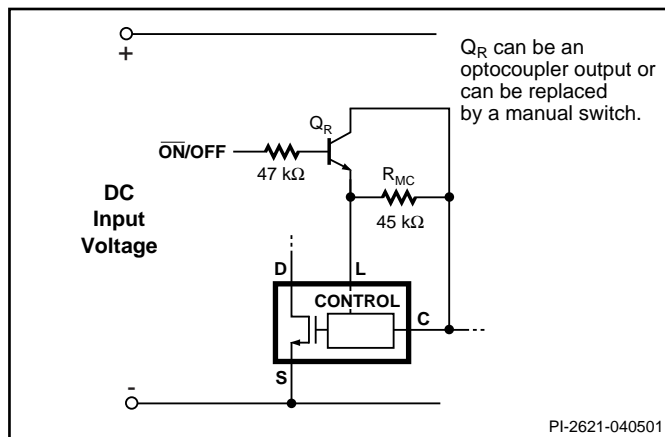 +
Q_R can be an
optocoupler output or
can be replaced
by a manual switch.
Q_R
O̅N̅/OFF
47 kΩ
R_MC
45 kΩ
DC
Input
Voltage
D
L
CONTROL
C
S
-
PI-2621-040501